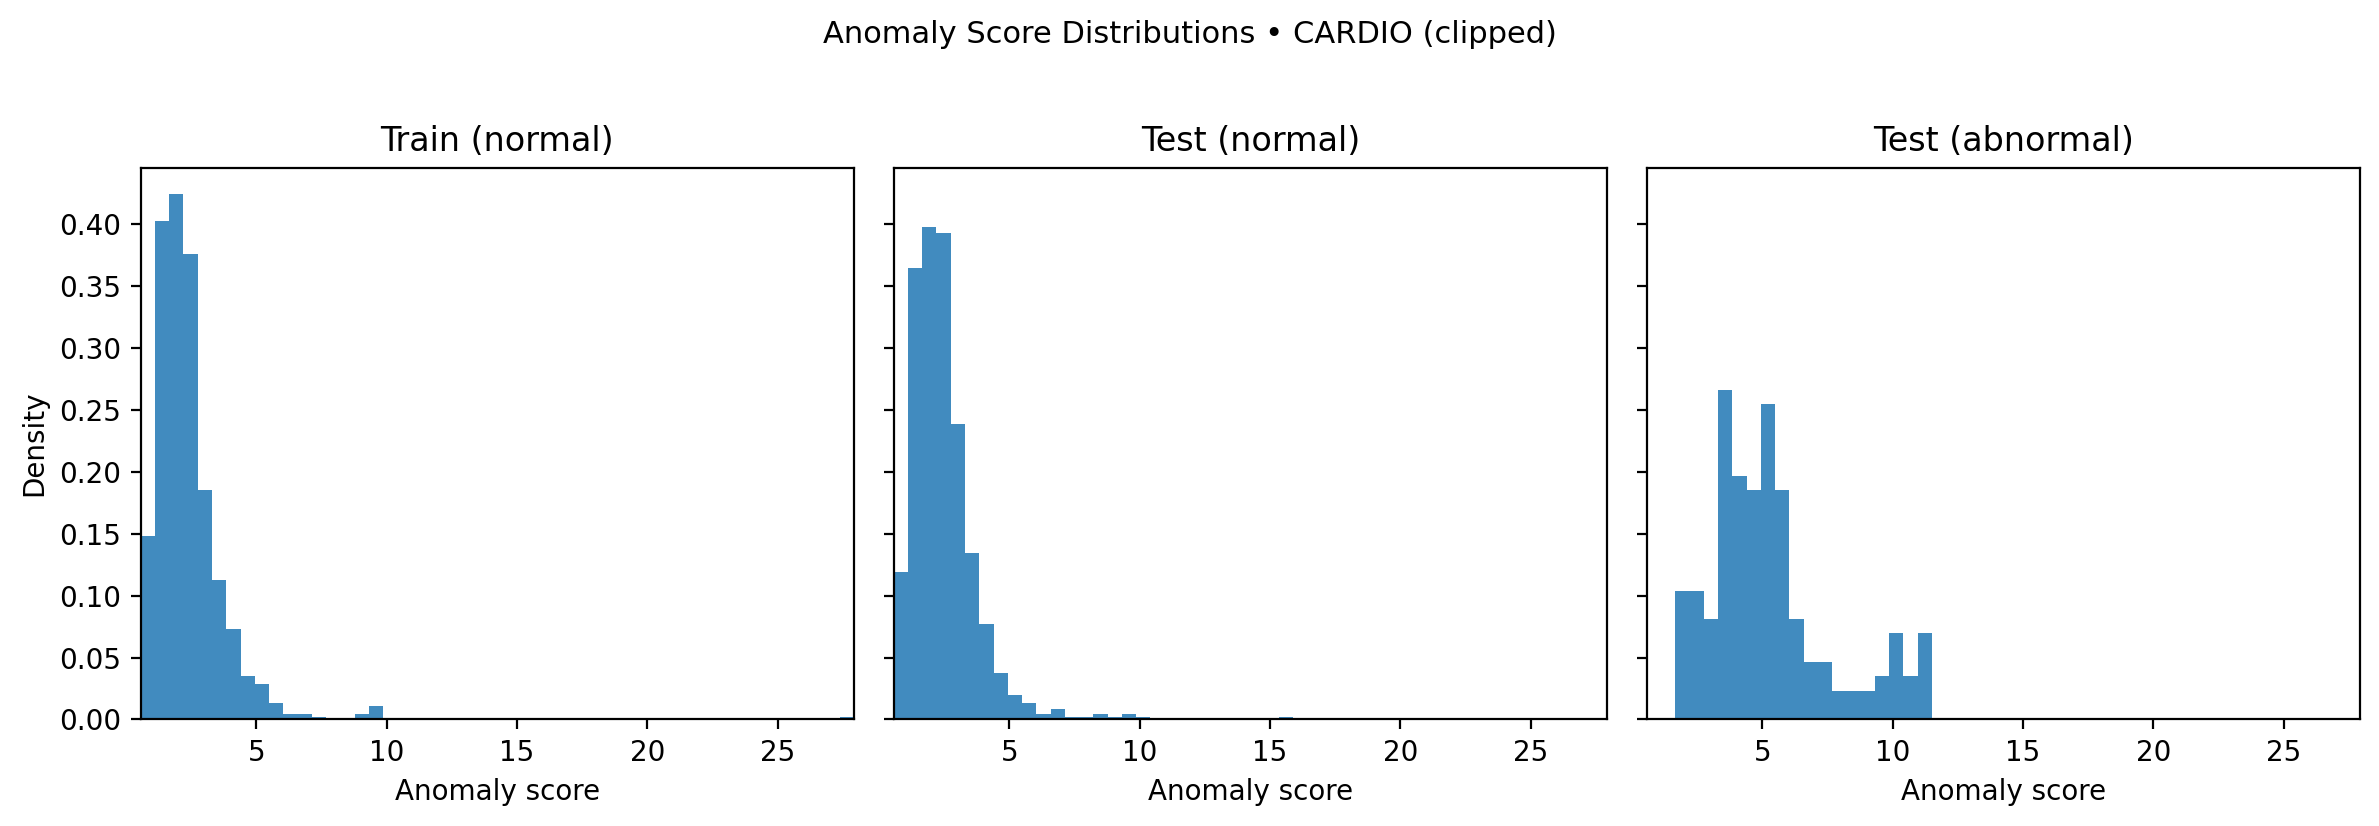 Anomaly Score Distributions • CARDIO (clipped)
Train (normal)
Test (normal)
Test (abnormal)
Density
0.40
0.35
0.30
0.25
0.20
0.15
0.10
0.05
0.00
5 10 15 20 25
5 10 15 20 25
5 10 15 20 25
Anomaly score
Anomaly score
Anomaly score